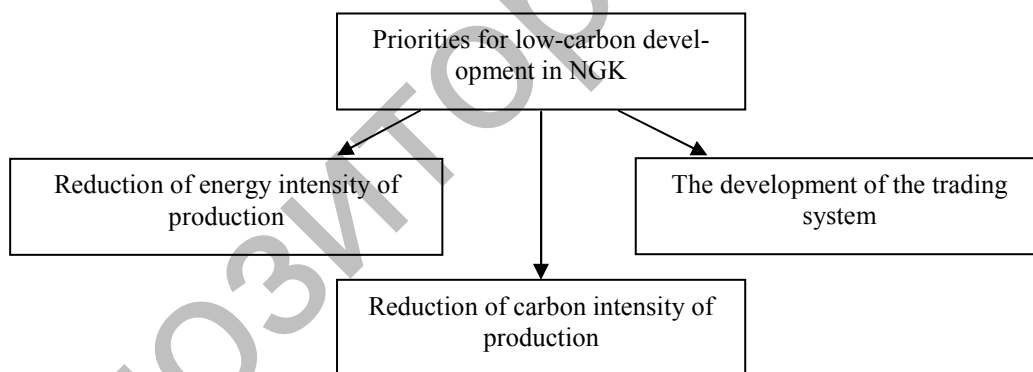 Priorities for low-carbon devel-
opment in NGK
Reduction of energy intensity of
production
The development of the trading
system
Reduction of carbon intensity of
production
позитор